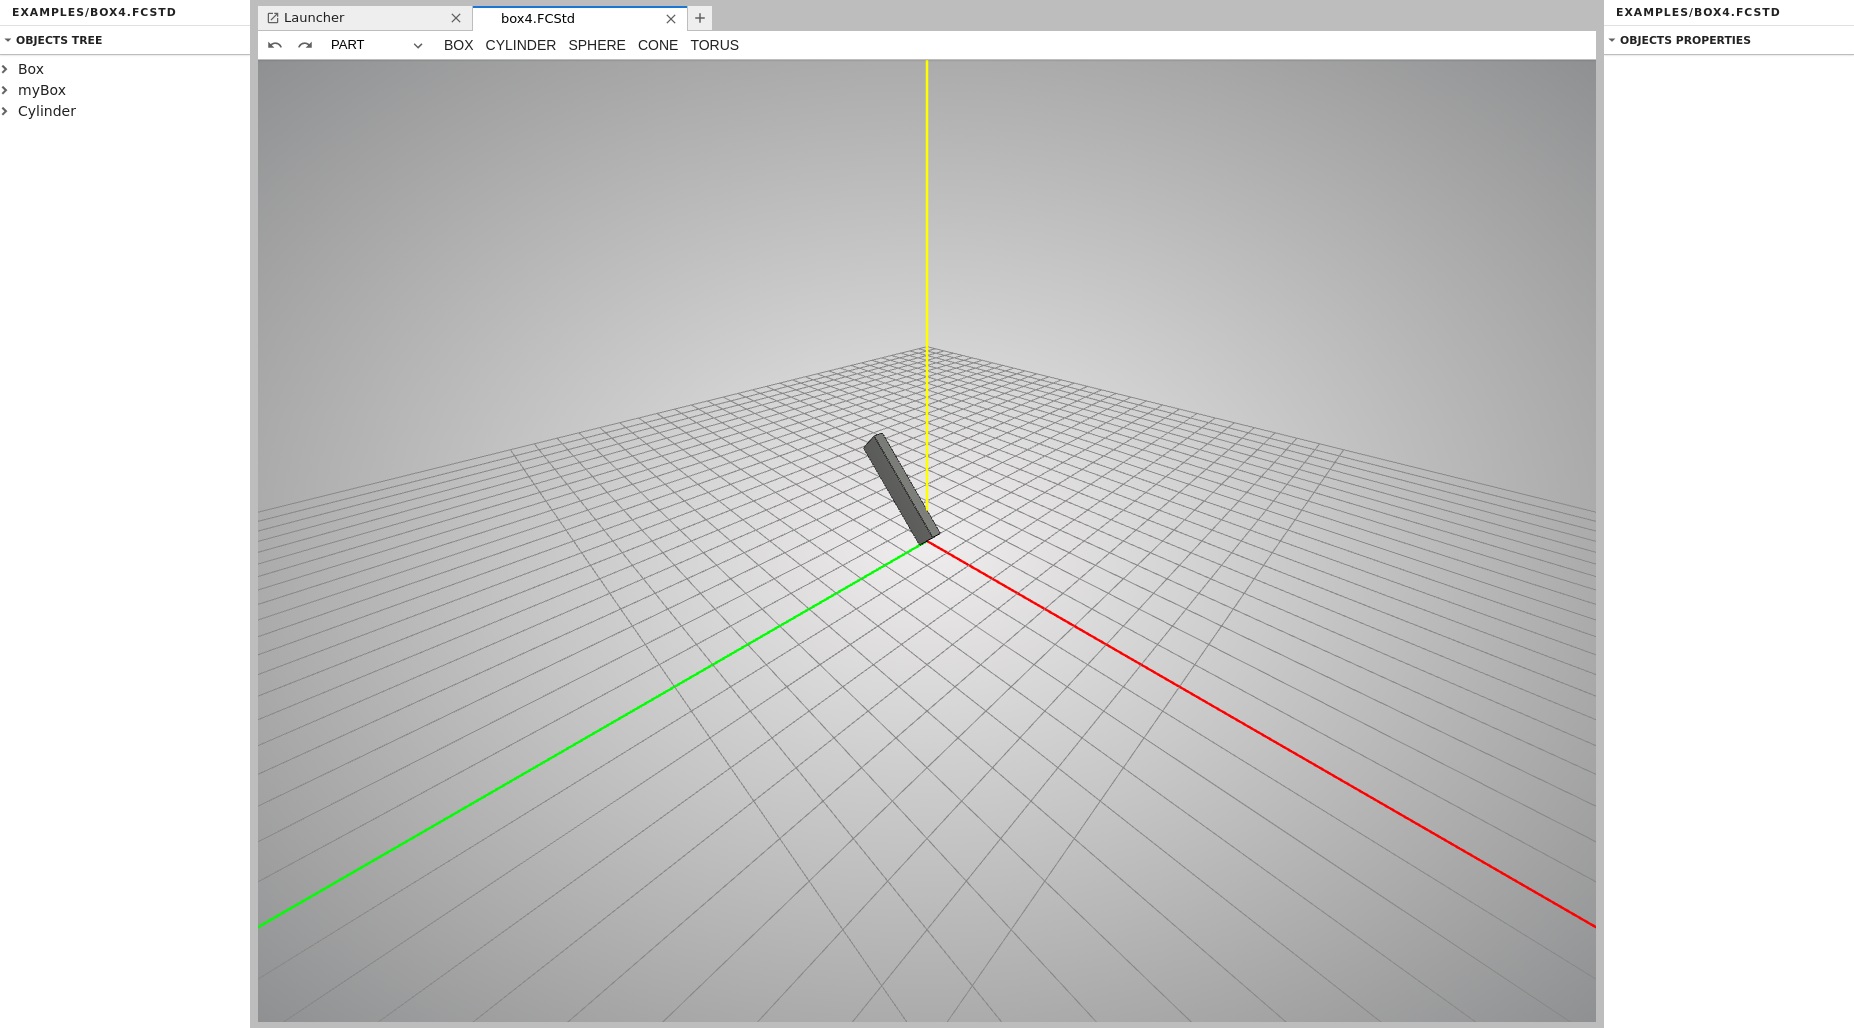 EXAMPLES/BOX4.FCSTD
OBJECTS TREE
Box
myBox
Cylinder
Launcher
box4.FCStd
PART
BOX CYLINDER SPHERE CONE TORUS
EXAMPLES/BOX4.FCSTD
OBJECTS PROPERTIES